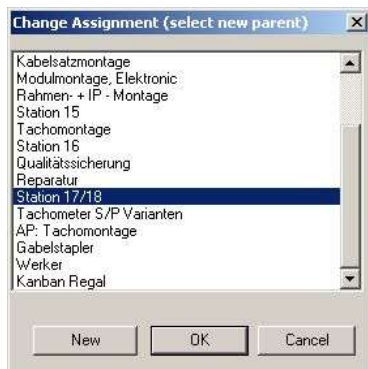 Change Assignment (select new parent)
Kabelsatzmontage
Modulmontage, Elektronic
Rahmen- + IP - Montage
Station 15
Tachomontage
Station 16
Qualitätssicherung
Reparatur
Station 17/18
Tachometer S/P Varianten
AP: Tachomontage
Gabelstapler
Werker
Kanban Regal
New OK Cancel